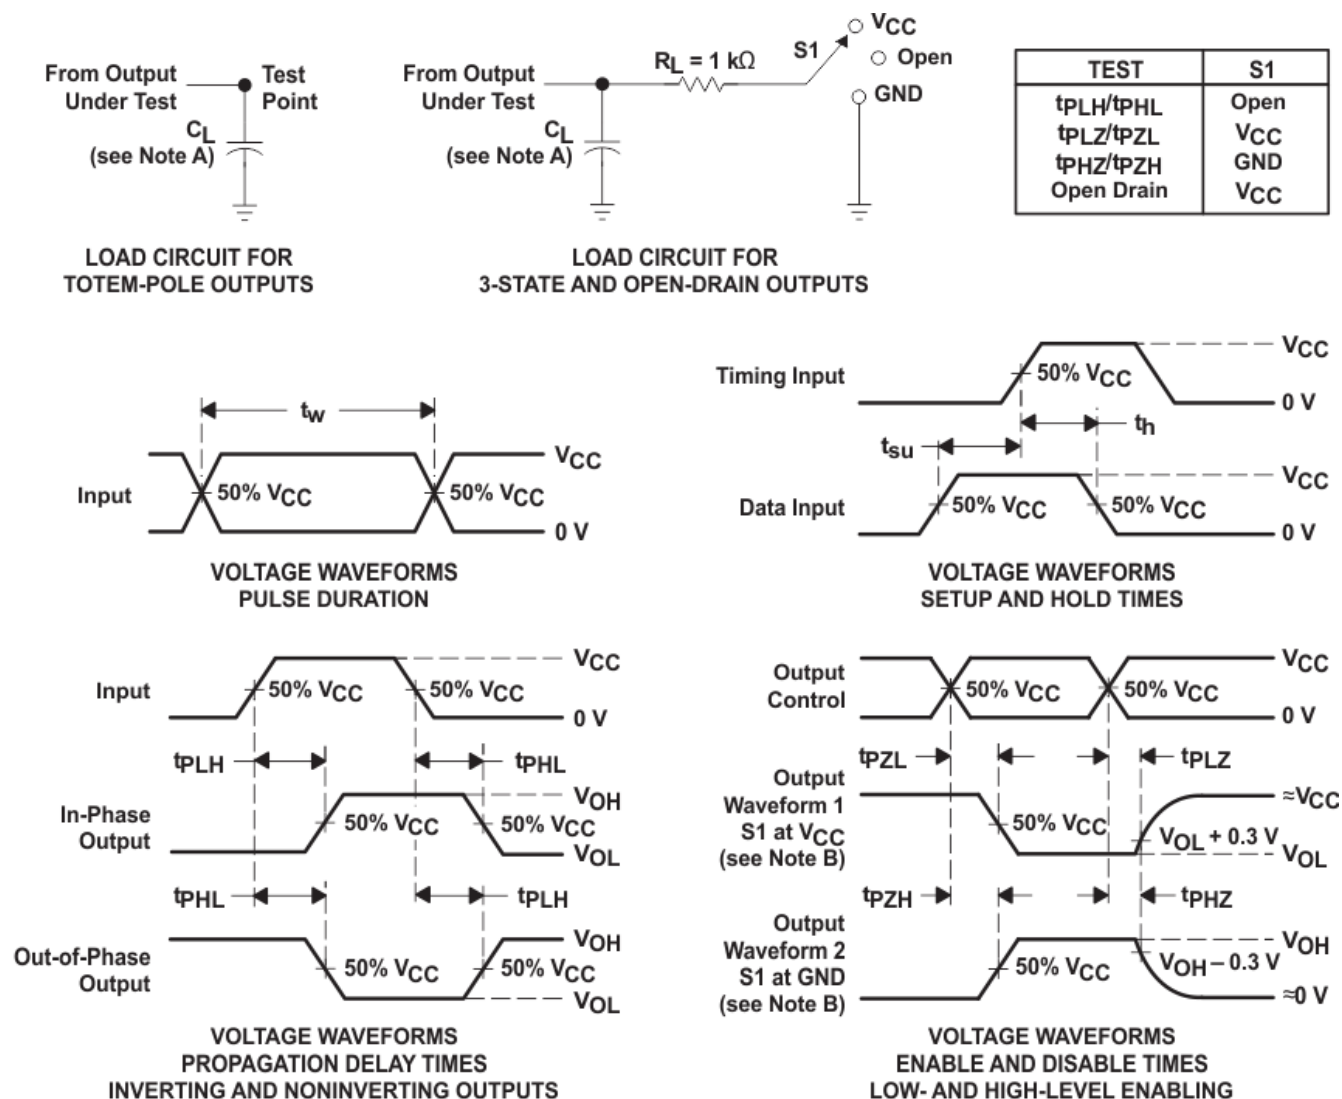 From Output
Under Test
Test
Point
CL
(see Note A)
LOAD CIRCUIT FOR
TOTEM-POLE OUTPUTS
From Output
Under Test
RL = 1 kΩ
S1
VCC
Open
GND
CL
(see Note A)
LOAD CIRCUIT FOR
3-STATE AND OPEN-DRAIN OUTPUTS
TEST S1
tPLH/tPHL Open
tPLZ/tPZL VCC
tPHZ/tPZH GND
Open Drain VCC
tw
Input
50% VCC
50% VCC
VCC
0 V
VOLTAGE WAVEFORMS
PULSE DURATION
Timing Input
50% VCC
VCC
0 V
th
tsu
Data Input
50% VCC
50% VCC
VCC
0 V
VOLTAGE WAVEFORMS
SETUP AND HOLD TIMES
Input
50% VCC
50% VCC
VCC
0 V
tPLH
tPHL
In-Phase
Output
50% VCC
50% VCC
VOH
VOL
tPHL
tPLH
Out-of-Phase
Output
50% VCC
50% VCC
VOH
VOL
VOLTAGE WAVEFORMS
PROPAGATION DELAY TIMES
INVERTING AND NONINVERTING OUTPUTS
Output
Control
50% VCC
50% VCC
VCC
0 V
tPZL
tPLZ
Output
Waveform 1
S1 at VCC
(see Note B)
50% VCC
VOL + 0.3 V
≈VCC
VOL
tPZH
tPHZ
Output
Waveform 2
S1 at GND
(see Note B)
50% VCC
VOH – 0.3 V
VOH
≈0 V
VOLTAGE WAVEFORMS
ENABLE AND DISABLE TIMES
LOW- AND HIGH-LEVEL ENABLING